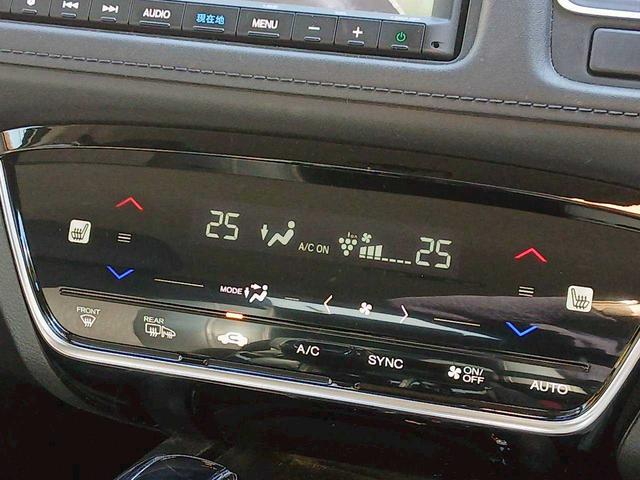 AUDIO 現在地 MENU − +
25 A/C ON 25
MODE
FRONT
REAR
A/C SYNC ON/OFF AUTO